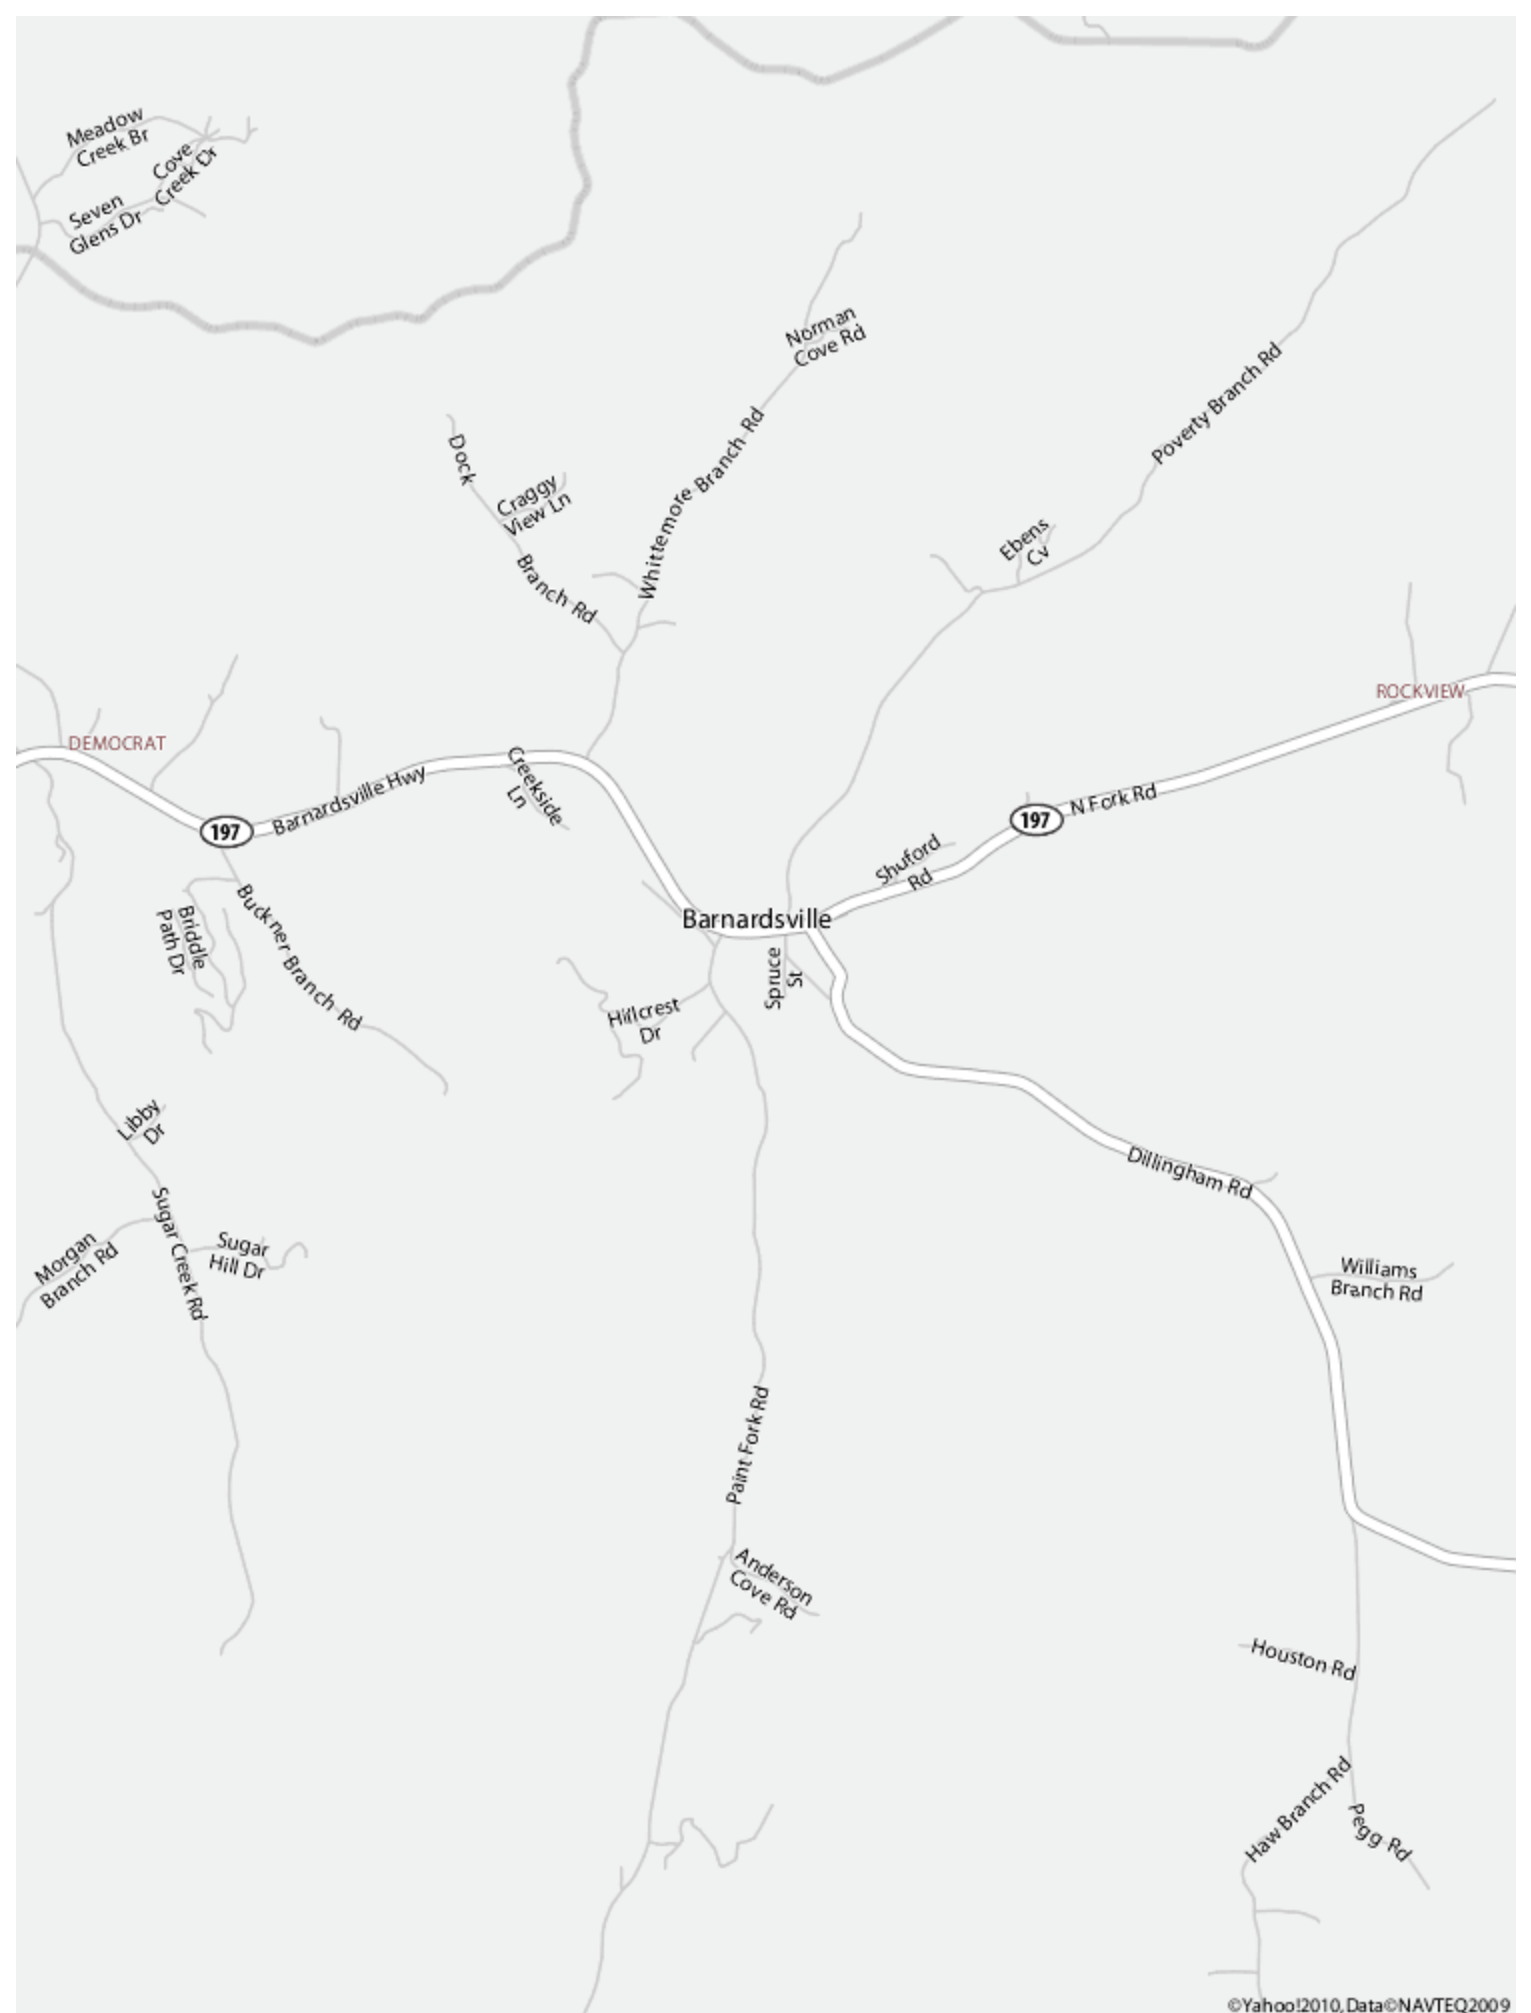 Meadow
Creek Br
Cove
Creek Dr
Seven
Glens Dr
Norman
Cove Rd
Poverty Branch Rd
Dock
Branch Rd
Craggy
View Ln
Whittemore Branch Rd
Ebens
Cv
ROCKVIEW
DEMOCRAT
Creekside
Ln
Barnardsville Hwy
197
N Fork Rd
197
Shuford
Rd
Barnardsville
Buckner Branch Rd
Briddle
Path Dr
Spruce
St
Hillcrest
Dr
Libby
Dr
Dillingham Rd
Sugar Creek Rd
Morgan
Branch Rd
Sugar
Hill Dr
Williams
Branch Rd
Paint Fork Rd
Anderson
Cove Rd
Houston Rd
Haw Branch Rd
Pegg Rd
©Yahoo!2010, Data©NAVTEQ2009